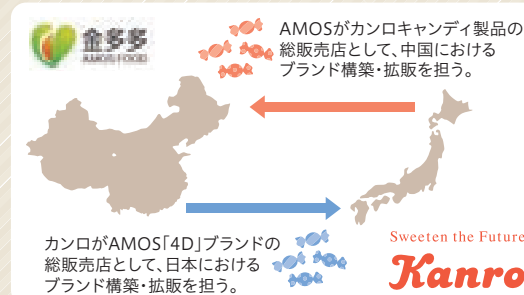 金多多
AMOS FOODS
AMOSがカンロキャンディ製品の
総販売店として、中国における
ブランド構築・拡販を担う。
カンロがAMOS「4D」ブランドの
総販売店として、日本における
ブランド構築・拡販を担う。
Sweeten the Future
Kanro